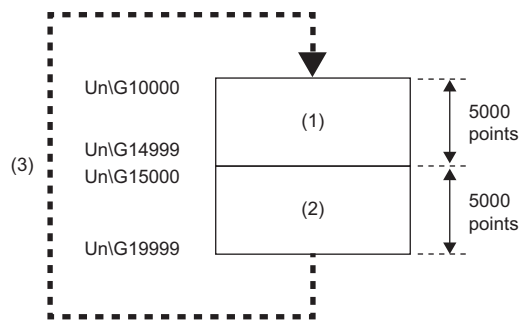 Un\G10000
(1)
5000
points
Un\G14999
(3)
Un\G15000
(2)
5000
points
Un\G19999